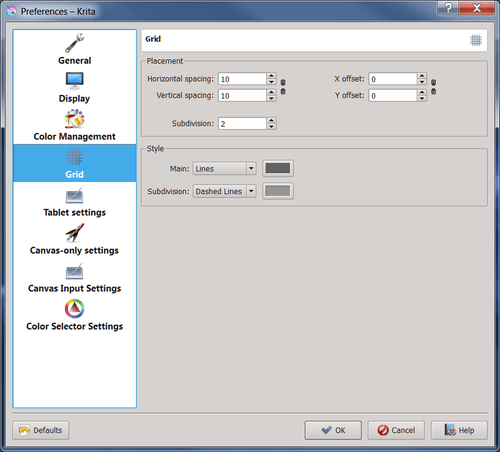 Preferences – Krita
General
Display
Color Management
Grid
Tablet settings
Canvas-only settings
Canvas Input Settings
Color Selector Settings
Grid
Placement
Horizontal spacing: 10 X offset: 0
Vertical spacing: 10 Y offset: 0
Subdivision: 2
Style
Main: Lines
Subdivision: Dashed Lines
Defaults OK Cancel Help